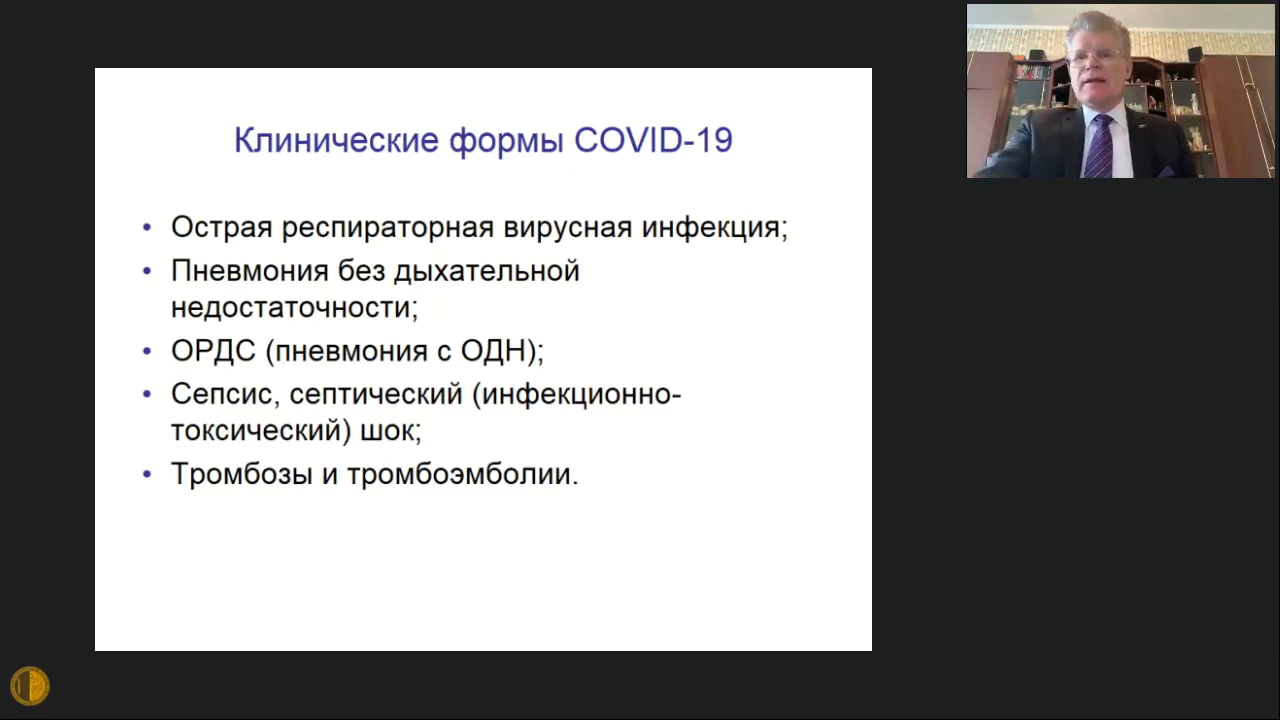 Клинические формы COVID-19
• Острая респираторная вирусная инфекция;
• Пневмония без дыхательной
недостаточности;
• ОРДС (пневмония с ОДН);
• Сепсис, септический (инфекционно-
токсический) шок;
• Тромбозы и тромбоэмболии.